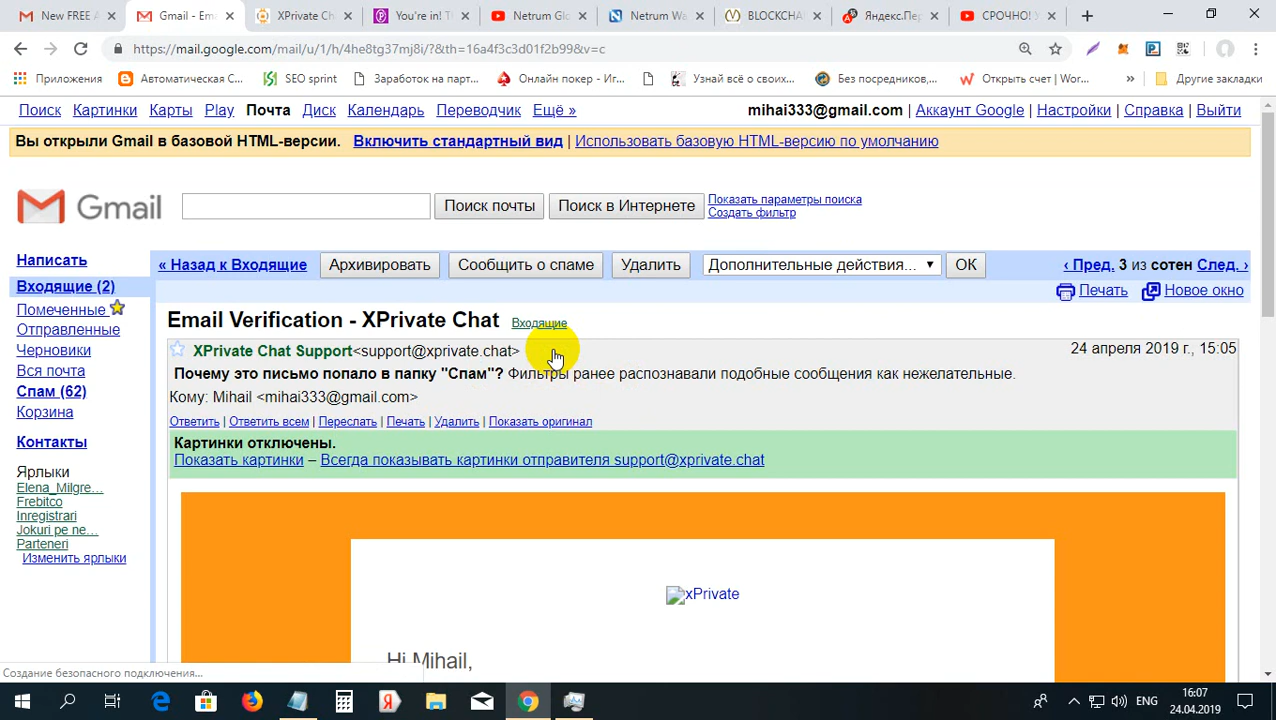 New FREE A
Gmail - Ema
XPrivate Ch
You're in! Th
Netrum Glo
Netrum Wa
BLOCKCHA
Яндекс.Пер
СРОЧНО! У
https://mail.google.com/mail/u/1/h/4he8tg37mj8i/?&th=16a4f3c3d01f2b99&v=c
Приложения
Автоматическая С...
SEO sprint
Заработок на парт...
Онлайн покер - Иг...
Узнай всё о своих...
Без посредников,...
Открыть счет | Wor...
»
Другие закладки
Поиск Картинки Карты Play Почта Диск Календарь Переводчик Ещё » mihai333@gmail.com | Аккаунт Google | Настройки | Справка | Выйти
Вы открыли Gmail в базовой HTML-версии. Включить стандартный вид | Использовать базовую HTML-версию по умолчанию
Gmail
Поиск почты Поиск в Интернете
Показать параметры поиска
Создать фильтр
Написать
Входящие (2)
Помеченные
Отправленные
Черновики
Вся почта
Спам (62)
Корзина
Контакты
Ярлыки
Elena_Milgre...
Frebitco
Inregistrari
Jokuri pe ne...
Parteneri
Изменить ярлыки
« Назад к Входящие Архивировать Сообщить о спаме Удалить Дополнительные действия... ОК ‹ Пред. 3 из сотен След. ›
Печать Новое окно
Email Verification - XPrivate Chat Входящие
XPrivate Chat Support<support@xprivate.chat> 24 апреля 2019 г., 15:05
Почему это письмо попало в папку "Спам"? Фильтры ранее распознавали подобные сообщения как нежелательные.
Кому: Mihail <mihai333@gmail.com>
Ответить | Ответить всем | Переслать | Печать | Удалить | Показать оригинал
Картинки отключены.
Показать картинки – Всегда показывать картинки отправителя support@xprivate.chat
xPrivate
Hi Mihail,
Создание безопасного подключения...
ENG
16:07
24.04.2019